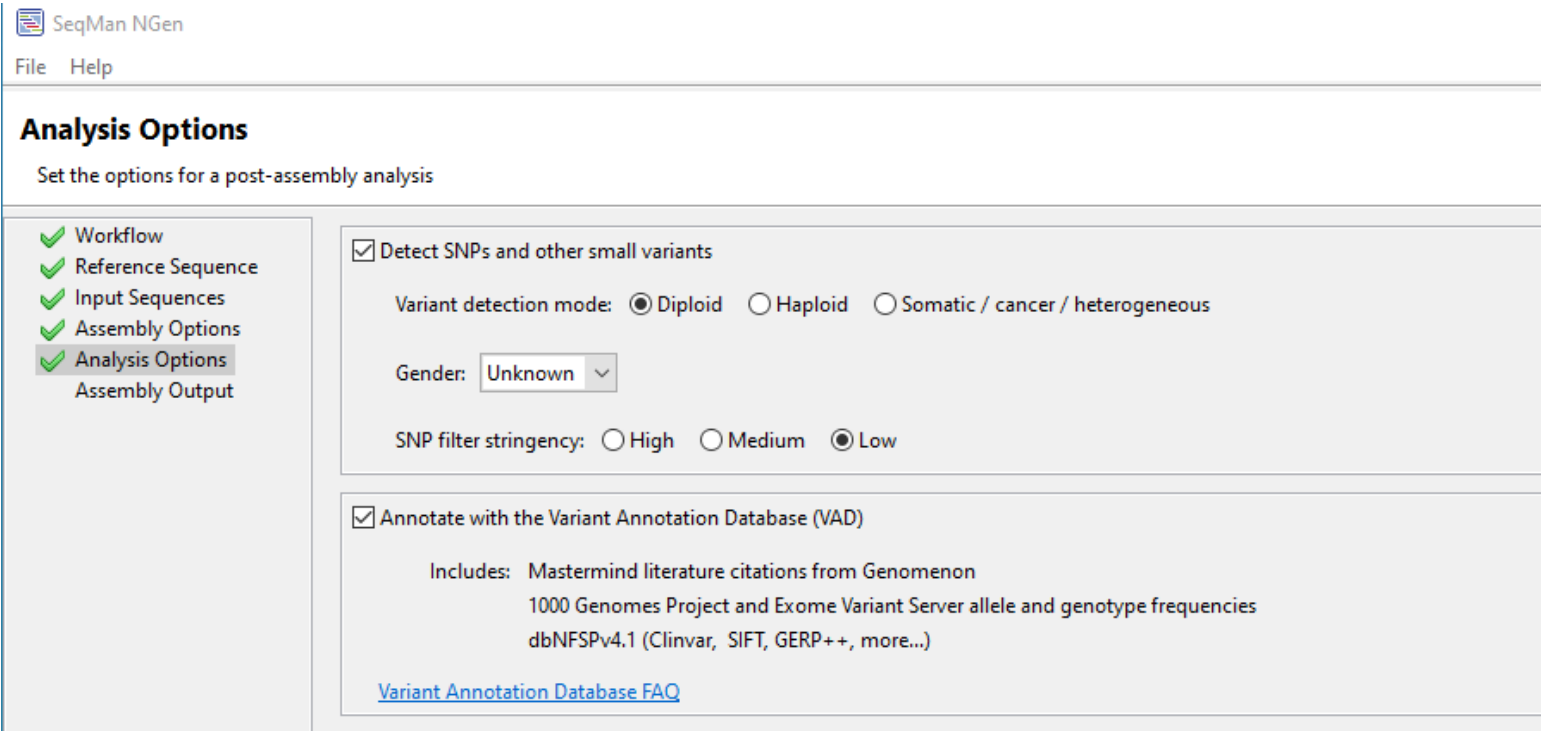 SeqMan NGen
File Help
Analysis Options
Set the options for a post-assembly analysis
Workflow
Reference Sequence
Input Sequences
Assembly Options
Analysis Options
Assembly Output
Detect SNPs and other small variants
Variant detection mode: Diploid Haploid Somatic / cancer / heterogeneous
Gender: Unknown
SNP filter stringency: High Medium Low
Annotate with the Variant Annotation Database (VAD)
Includes: Mastermind literature citations from Genomenon
1000 Genomes Project and Exome Variant Server allele and genotype frequencies
dbNFSPv4.1 (Clinvar, SIFT, GERP++, more...)
Variant Annotation Database FAQ